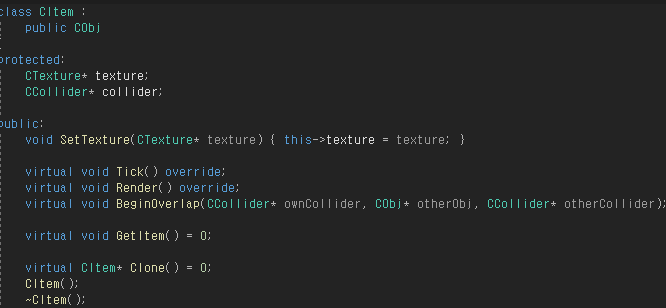 class CItem :
public CObj
protected:
CTexture* texture;
CCollider* collider;
public:
void SetTexture(CTexture* texture) { this->texture = texture; }
virtual void Tick() override;
virtual void Render() override;
virtual void BeginOverlap(CCollider* ownCollider, CObj* otherObj, CCollider* otherCollider);
virtual void GetItem() = 0;
virtual CItem* Clone() = 0;
CItem();
~CItem();